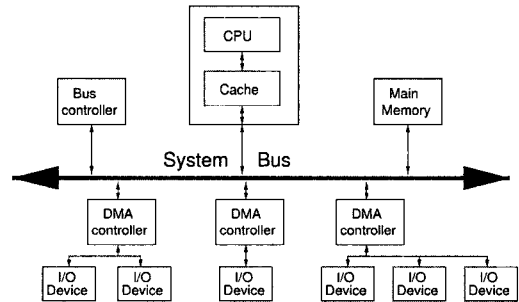 CPU
Cache
Bus
controller
Main
Memory
System Bus
DMA
controller
DMA
controller
DMA
controller
I/O
Device
I/O
Device
I/O
Device
I/O
Device
I/O
Device
I/O
Device